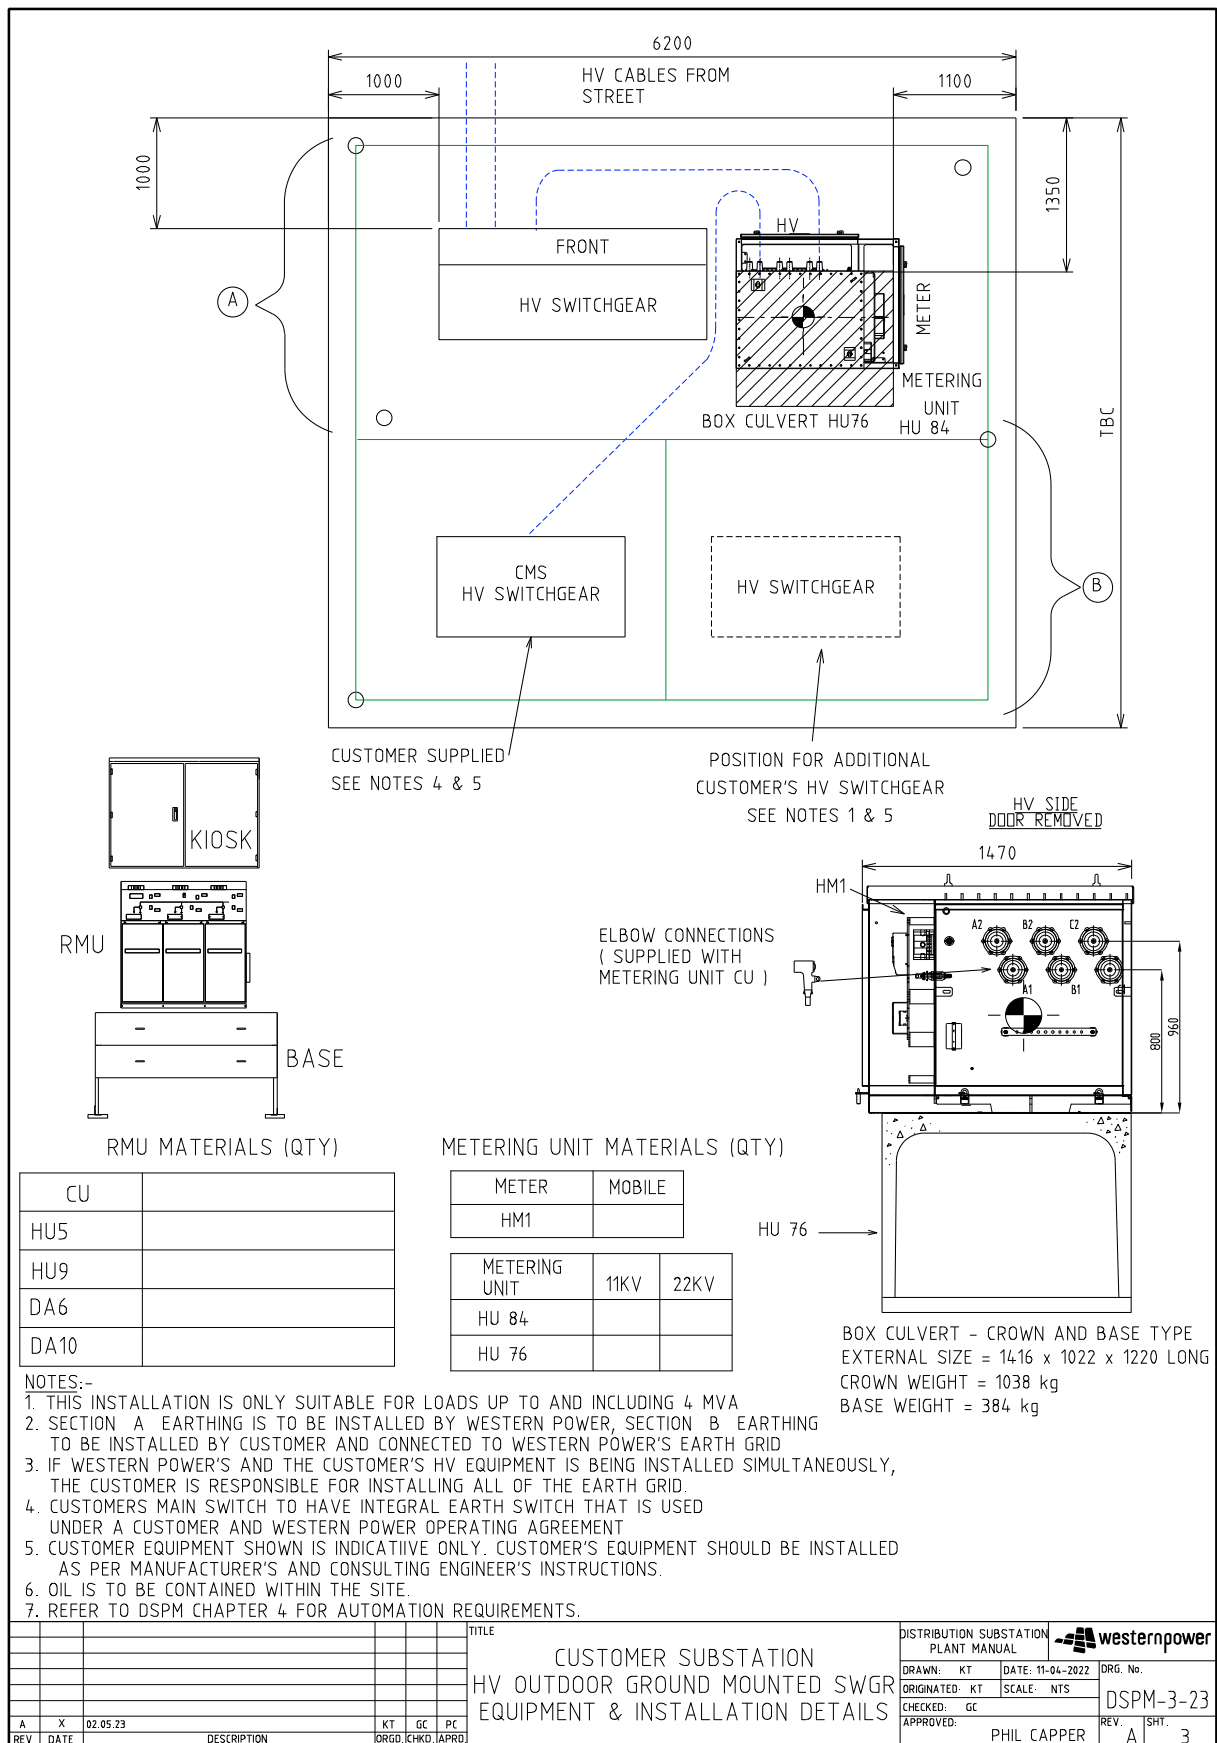 6200
HV CABLES FROM
STREET
1000
1100
1000
1350
HV
FRONT
HV SWITCHGEAR
A
METER
METERING
UNIT
HU 84
BOX CULVERT HU76
TBC
CMS
HV SWITCHGEAR
HV SWITCHGEAR
B
CUSTOMER SUPPLIED
SEE NOTES 4 & 5
POSITION FOR ADDITIONAL
CUSTOMER'S HV SWITCHGEAR
SEE NOTES 1 & 5
HV SIDE
DOOR REMOVED
KIOSK
1470
HM1
RMU
ELBOW CONNECTIONS
( SUPPLIED WITH
METERING UNIT CU )
A2 B2 C2
A1 B1
800
960
BASE
RMU MATERIALS (QTY)
METERING UNIT MATERIALS (QTY)
CU
HU5
HU9
DA6
DA10
METER MOBILE
HM1
METERING
UNIT 11KV 22KV
HU 84
HU 76
HU 76
BOX CULVERT - CROWN AND BASE TYPE
EXTERNAL SIZE = 1416 x 1022 x 1220 LONG
CROWN WEIGHT = 1038 kg
BASE WEIGHT = 384 kg
NOTES:-
1. THIS INSTALLATION IS ONLY SUITABLE FOR LOADS UP TO AND INCLUDING 4 MVA
2. SECTION A EARTHING IS TO BE INSTALLED BY WESTERN POWER, SECTION B EARTHING
TO BE INSTALLED BY CUSTOMER AND CONNECTED TO WESTERN POWER'S EARTH GRID
3. IF WESTERN POWER'S AND THE CUSTOMER'S HV EQUIPMENT IS BEING INSTALLED SIMULTANEOUSLY,
THE CUSTOMER IS RESPONSIBLE FOR INSTALLING ALL OF THE EARTH GRID.
4. CUSTOMERS MAIN SWITCH TO HAVE INTEGRAL EARTH SWITCH THAT IS USED
UNDER A CUSTOMER AND WESTERN POWER OPERATING AGREEMENT
5. CUSTOMER EQUIPMENT SHOWN IS INDICATIIVE ONLY. CUSTOMER'S EQUIPMENT SHOULD BE INSTALLED
AS PER MANUFACTURER'S AND CONSULTING ENGINEER'S INSTRUCTIONS.
6. OIL IS TO BE CONTAINED WITHIN THE SITE.
7. REFER TO DSPM CHAPTER 4 FOR AUTOMATION REQUIREMENTS.
A X 02.05.23 KT GC PC
REV DATE DESCRIPTION ORGD. CHKD. APRD.
TITLE
CUSTOMER SUBSTATION
HV OUTDOOR GROUND MOUNTED SWGR
EQUIPMENT & INSTALLATION DETAILS
DISTRIBUTION SUBSTATION
PLANT MANUAL
westernpower
DRAWN: KT DATE: 11-04-2022
ORIGINATED: KT SCALE: NTS
CHECKED: GC
APPROVED:
PHIL CAPPER
DRG. No.
DSPM-3-23
REV. A
SHT. 3